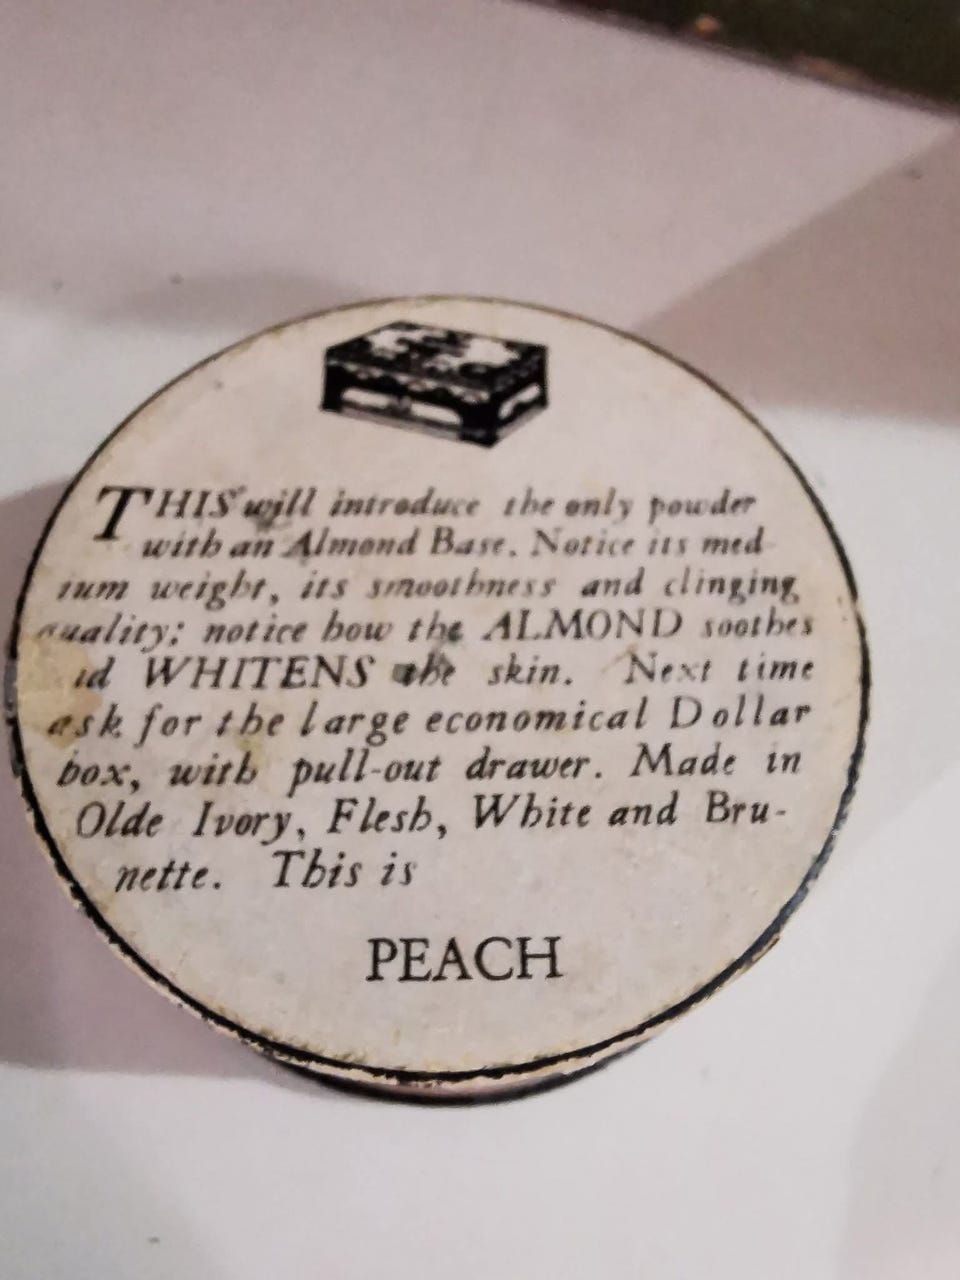 THIS will introduce the only powder
with an Almond Base. Notice its med-
ium weight, its smoothness and clinging
quality; notice how the ALMOND soothes
nd WHITENS the skin. Next time
ask for the large economical Dollar
box, with pull-out drawer. Made in
Olde Ivory, Flesh, White and Bru-
nette. This is
PEACH